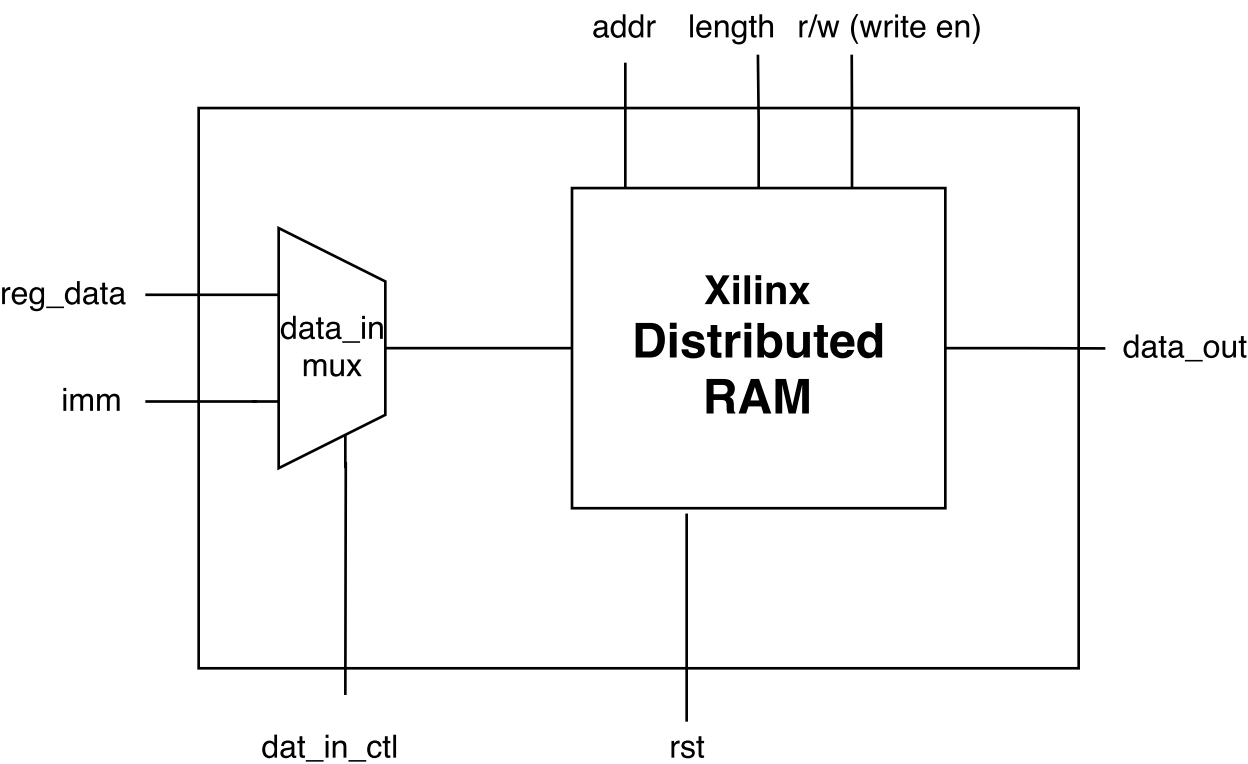 addr length r/w (write en)
reg_data
data_in
mux
imm
Xilinx
Distributed
RAM
data_out
dat_in_ctl
rst